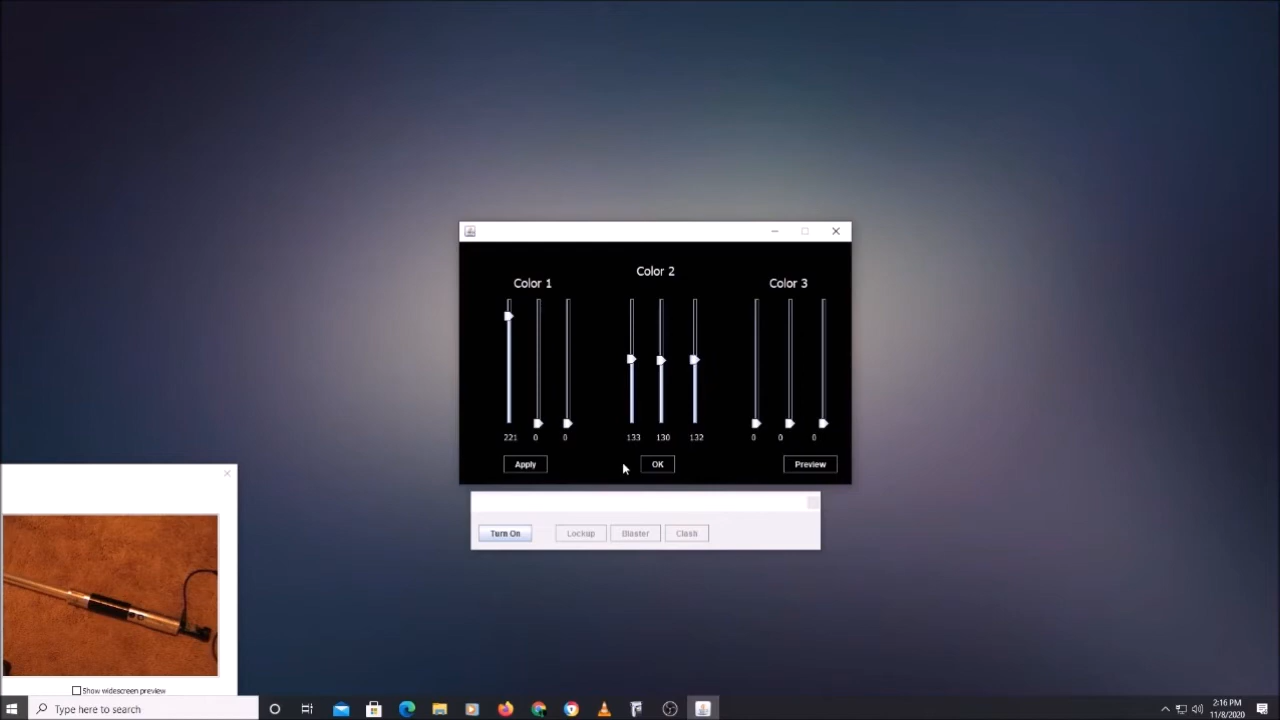 Color 1
Color 2
Color 3
221 0 0
133 130 132
0 0 0
Apply
OK
Preview
Turn On
Lockup
Blaster
Clash
Show widescreen preview
Type here to search
2:16 PM
11/8/2020